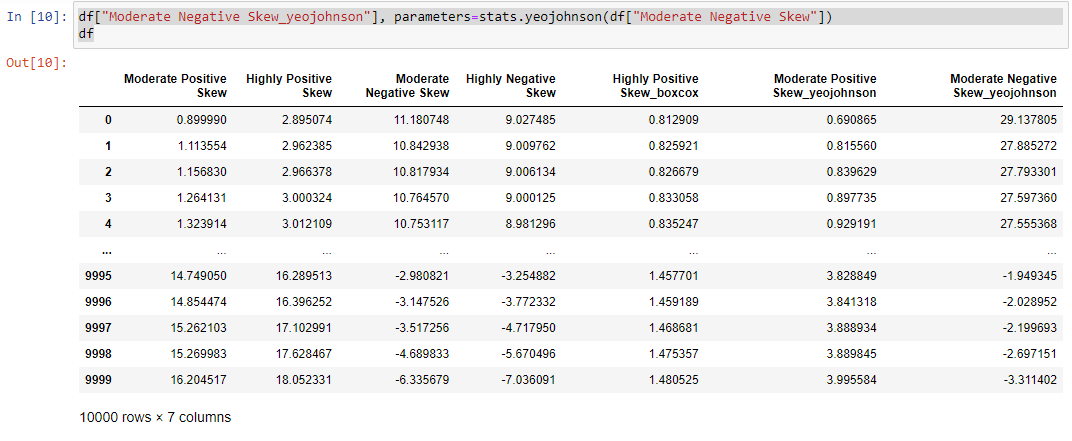 In [10]: df["Moderate Negative Skew_yeojohnson"], parameters=stats.yeojohnson(df["Moderate Negative Skew"])
df
Out[10]:
Moderate Positive Highly Positive Moderate Highly Negative Highly Positive Moderate Positive Moderate Negative
Skew Skew Negative Skew Skew Skew_boxcox Skew_yeojohnson Skew_yeojohnson
0 0.899990 2.895074 11.180748 9.027485 0.812909 0.690865 29.137805
1 1.113554 2.962385 10.842938 9.009762 0.825921 0.815560 27.885272
2 1.156830 2.966378 10.817934 9.006134 0.826679 0.839629 27.793301
3 1.264131 3.000324 10.764570 9.000125 0.833058 0.897735 27.597360
4 1.323914 3.012109 10.753117 8.981296 0.835247 0.929191 27.555368
... ... ... ... ... ... ... ...
9995 14.749050 16.289513 -2.980821 -3.254882 1.457701 3.828849 -1.949345
9996 14.854474 16.396252 -3.147526 -3.772332 1.459189 3.841318 -2.028952
9997 15.262103 17.102991 -3.517256 -4.717950 1.468681 3.888934 -2.199693
9998 15.269983 17.628467 -4.689833 -5.670496 1.475357 3.889845 -2.697151
9999 16.204517 18.052331 -6.335679 -7.036091 1.480525 3.995584 -3.311402
10000 rows × 7 columns